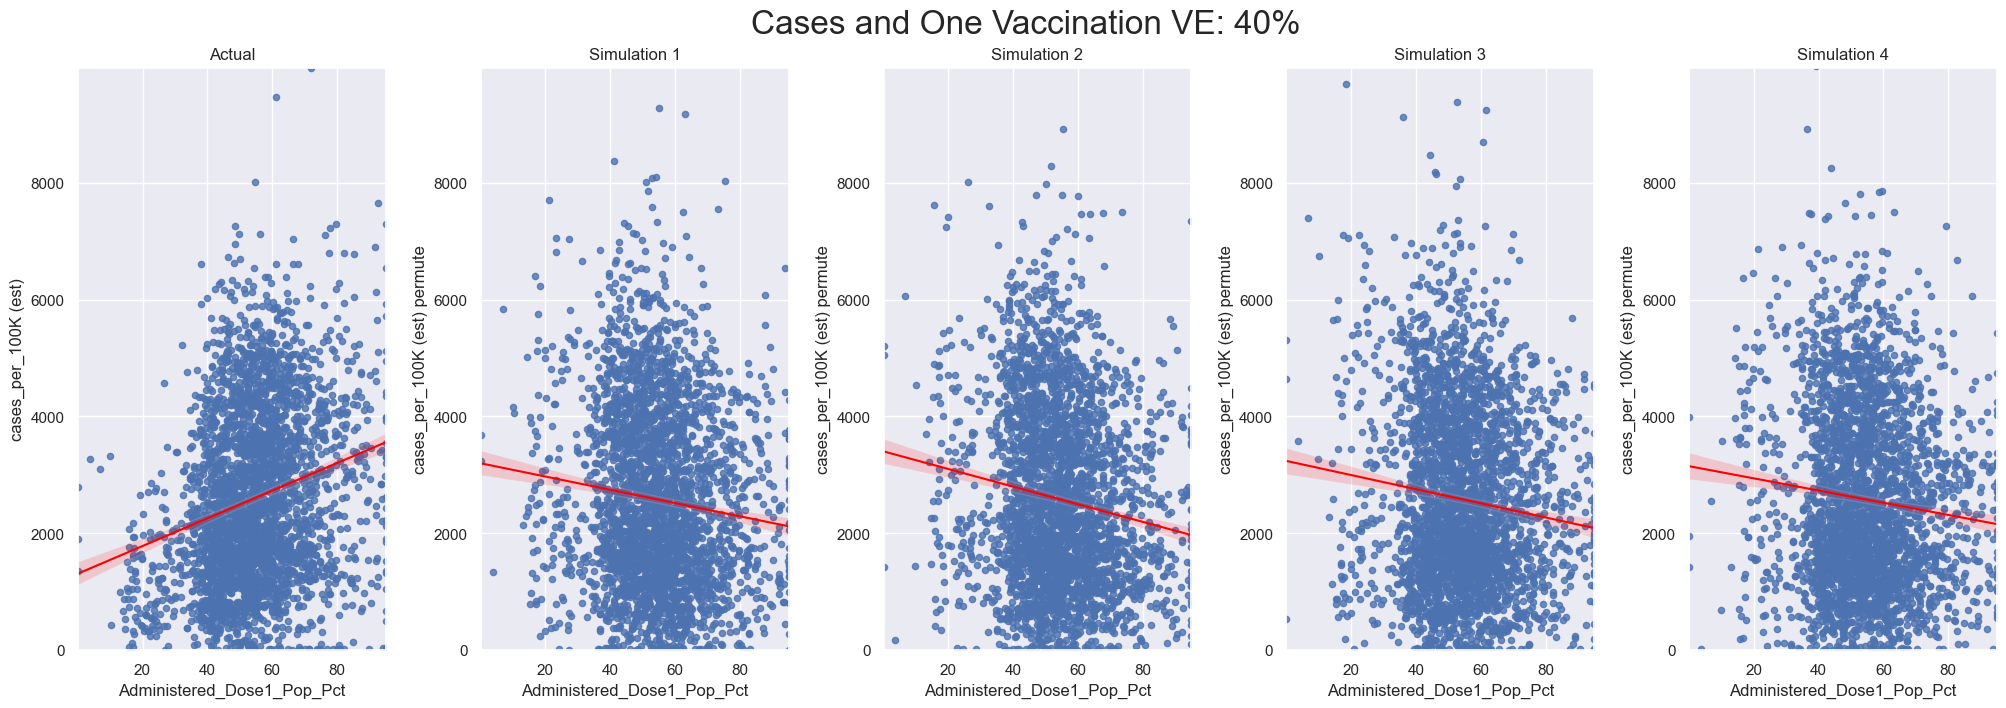 Cases and One Vaccination VE: 40%
Actual
cases_per_100K (est)
8000
6000
4000
2000
0
20 40 60 80
Administered_Dose1_Pop_Pct
Simulation 1
cases_per_100K (est) permute
8000
6000
4000
2000
0
20 40 60 80
Administered_Dose1_Pop_Pct
Simulation 2
cases_per_100K (est) permute
8000
6000
4000
2000
0
20 40 60 80
Administered_Dose1_Pop_Pct
Simulation 3
cases_per_100K (est) permute
8000
6000
4000
2000
0
20 40 60 80
Administered_Dose1_Pop_Pct
Simulation 4
cases_per_100K (est) permute
8000
6000
4000
2000
0
20 40 60 80
Administered_Dose1_Pop_Pct